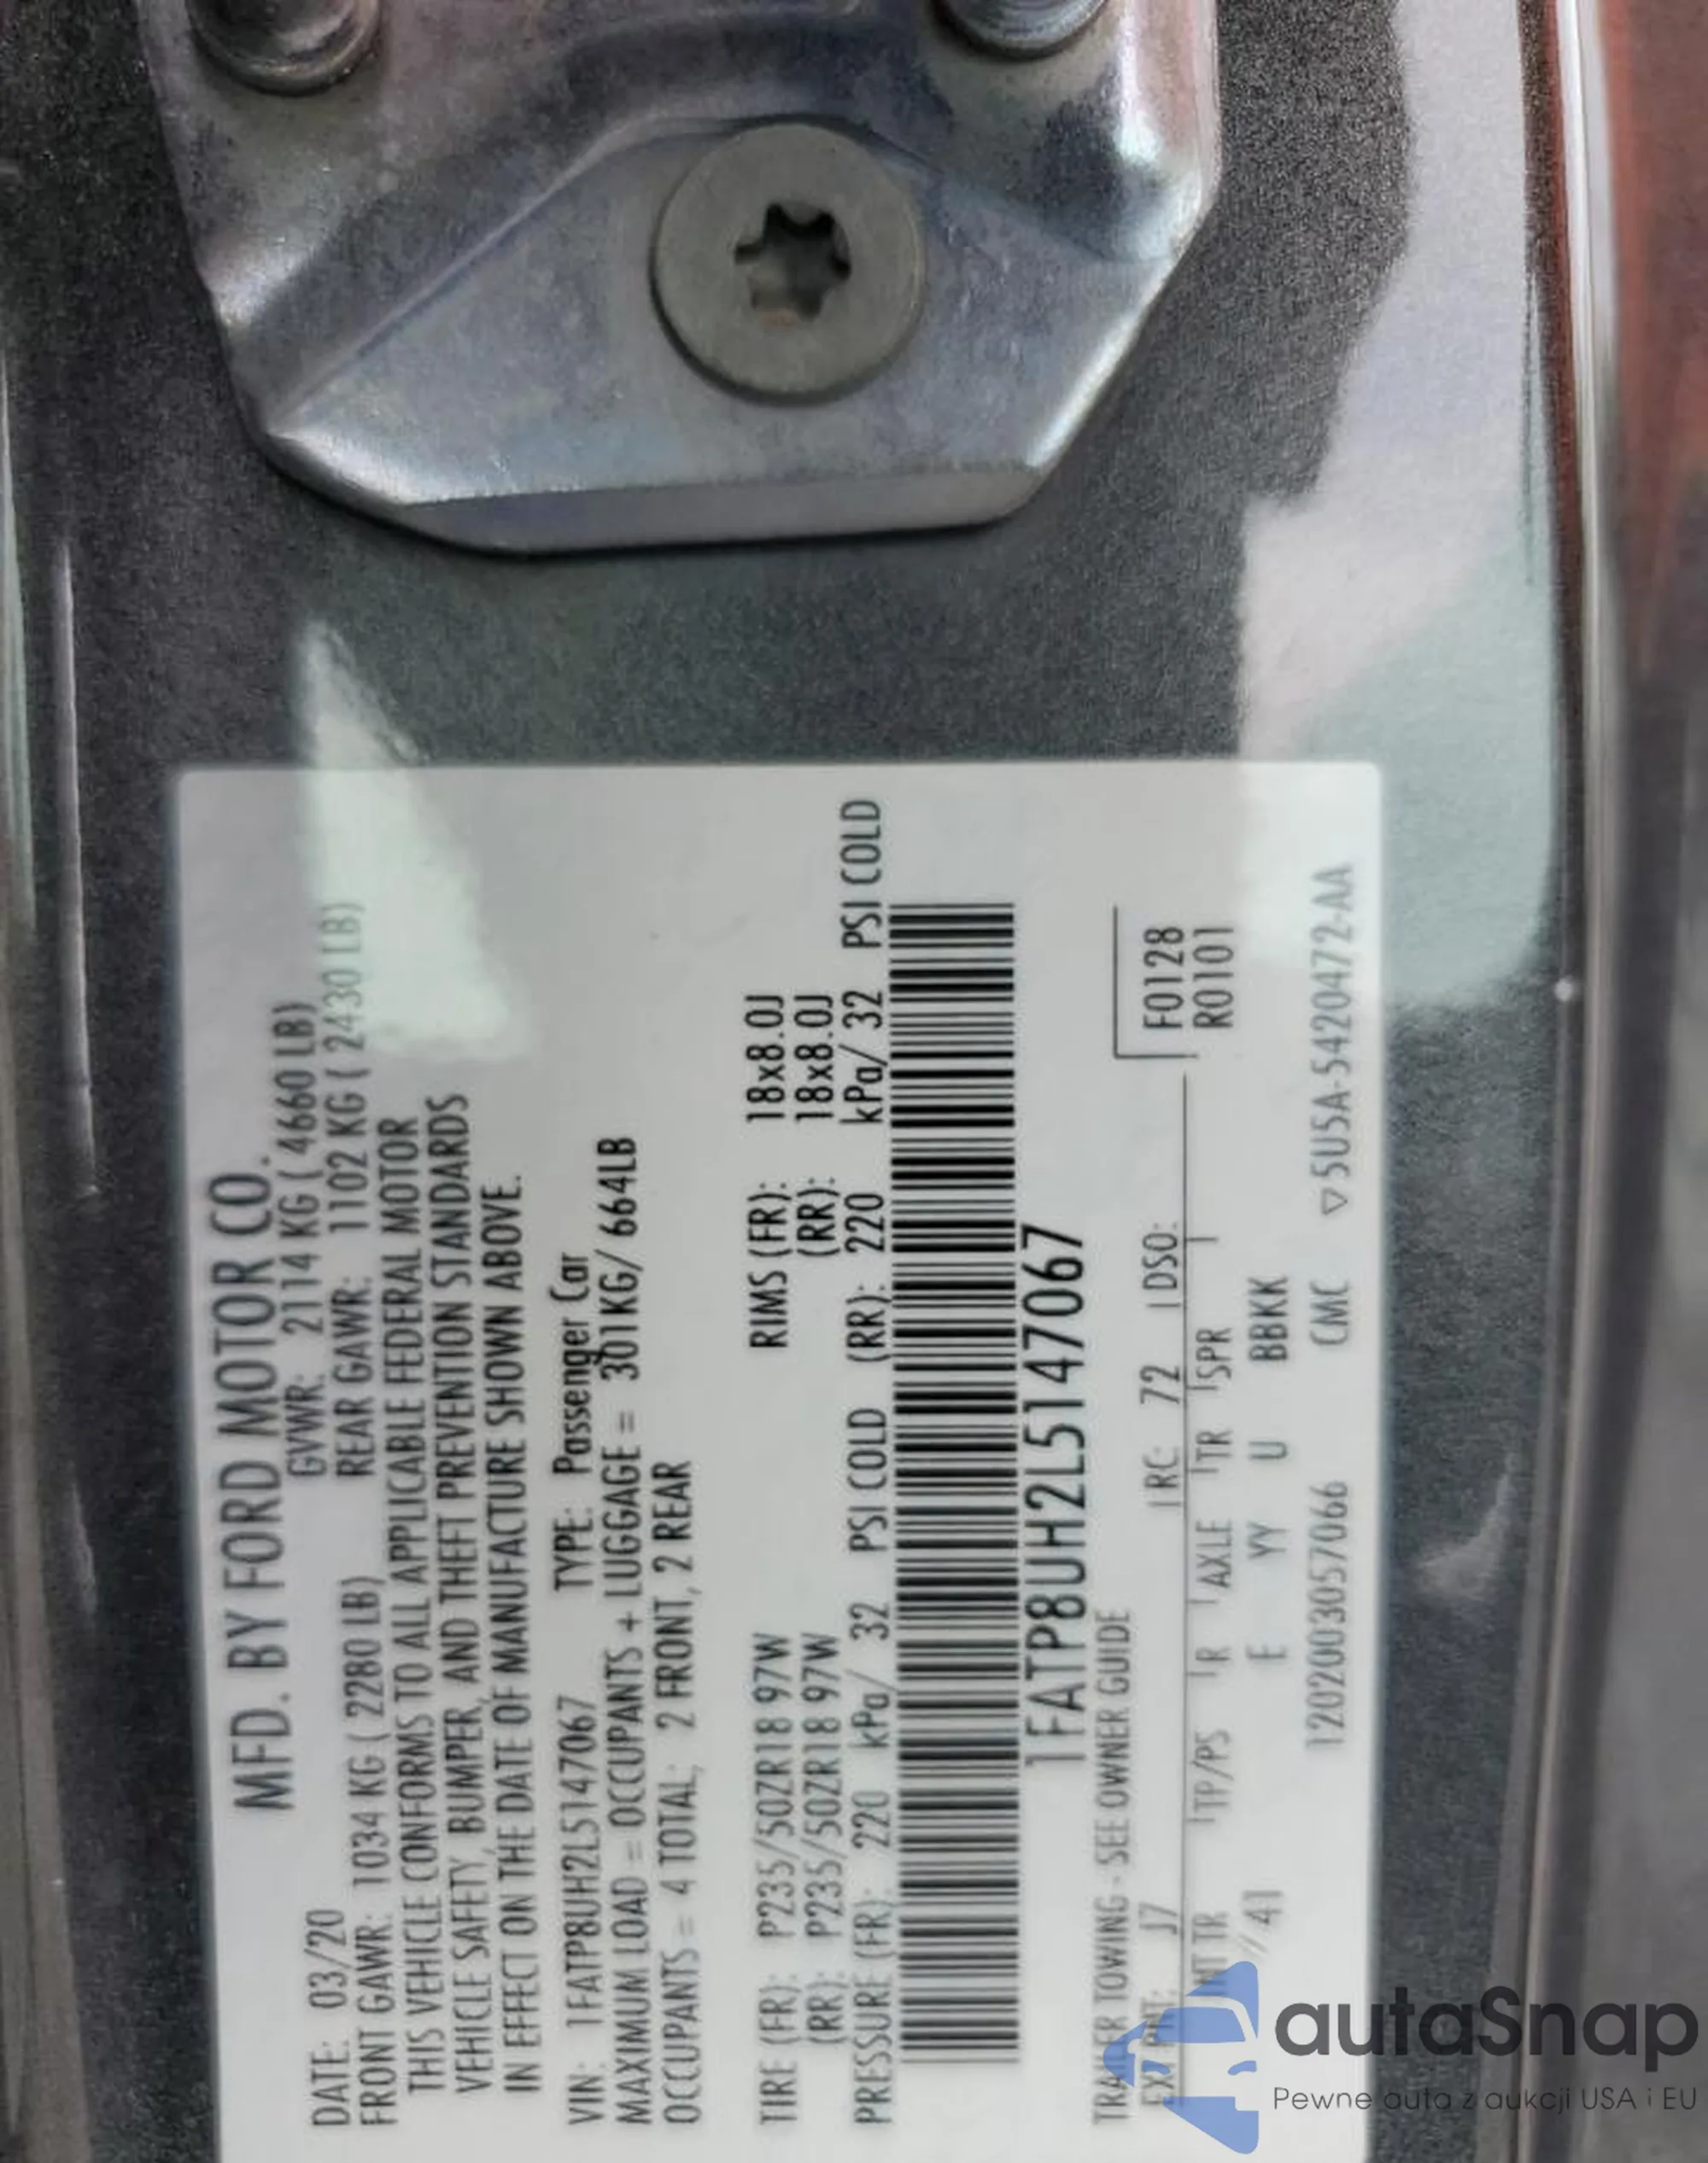 MFD. BY FORD MOTOR CO.
DATE: 03/20 GVWR: 2114 KG ( 4660 LB)
FRONT GAWR: 1034 KG ( 2280 LB) REAR GAWR: 1102 KG ( 2430 LB)
THIS VEHICLE CONFORMS TO ALL APPLICABLE FEDERAL MOTOR
VEHICLE SAFETY, BUMPER, AND THEFT PREVENTION STANDARDS
IN EFFECT ON THE DATE OF MANUFACTURE SHOWN ABOVE.
VIN: 1FATP8UH2L5147067 TYPE: Passenger Car
MAXIMUM LOAD = OCCUPANTS + LUGGAGE = 301KG/ 664LB
OCCUPANTS = 4 TOTAL; 2 FRONT, 2 REAR
TIRE (FR): P235/50ZR18 97W RIMS (FR): 18x8.0J
(RR): P235/50ZR18 97W (RR): 18x8.0J
PRESSURE (FR): 220 kPa/ 32 PSI COLD (RR): 220 kPa/ 32 PSI COLD
1FATP8UH2L5147067
TRAILER TOWING - SEE OWNER GUIDE
EXT PNT: J7 RC: 72 DSO: F0128
INT TR TP/PS R AXLE TR SPR R0101
41 E YY U BBKK
1202003057066 CMC ▽5U5A-5420472-AA
autaSnap
Pewne auta z aukcji USA i EU